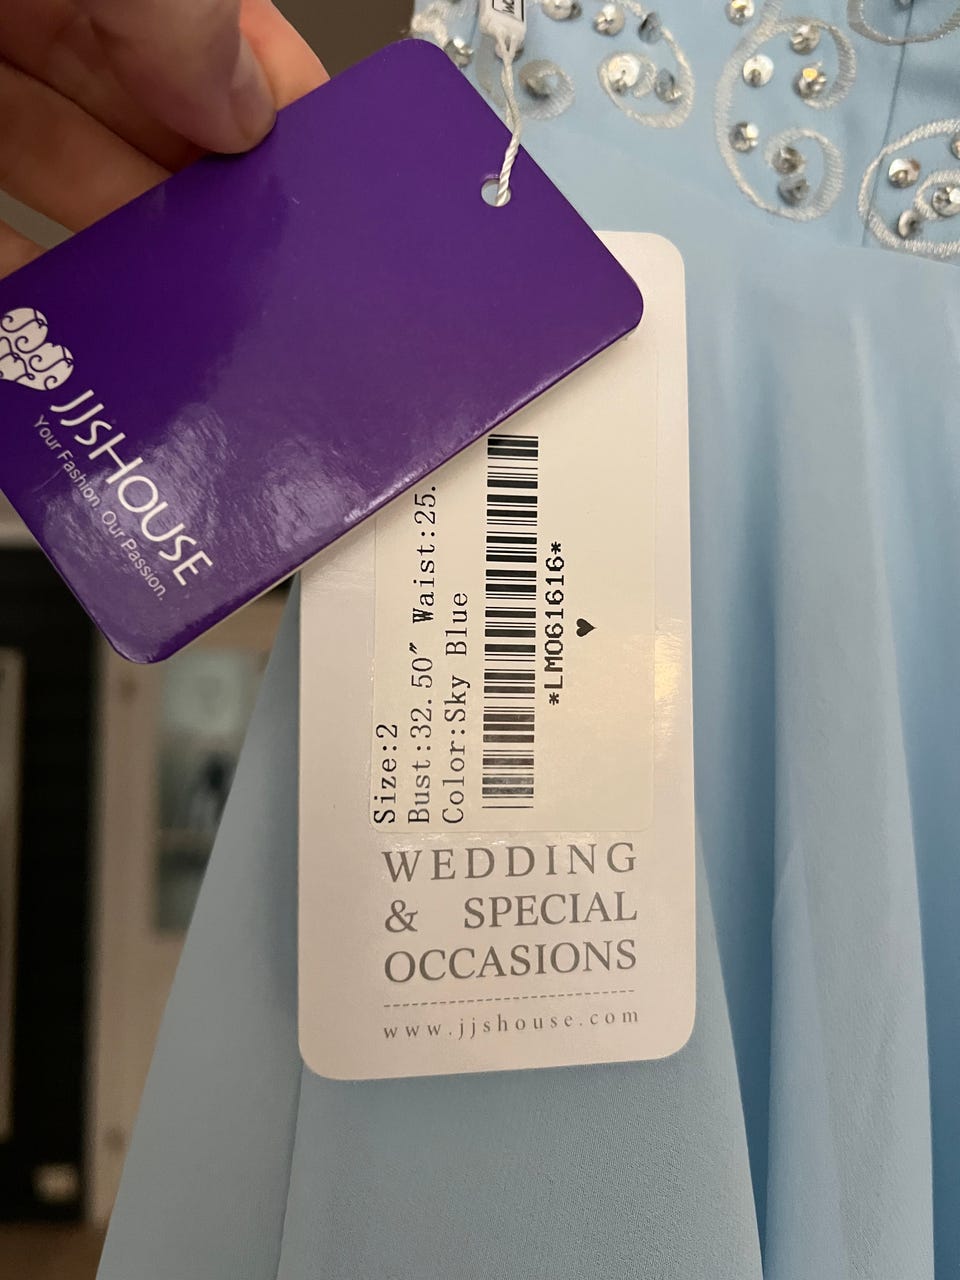 JJsHOUSE
Your Fashion. Our Passion.
Size:2
Bust:32.50" Waist:25.
Color:Sky Blue
*LM061616*
WEDDING
& SPECIAL
OCCASIONS
www.jjshouse.com